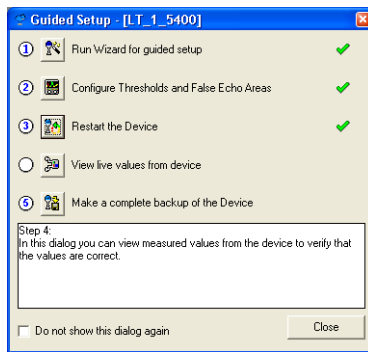 Guided Setup - [LT_1_5400]
1 Run Wizard for guided setup
2 Configure Thresholds and False Echo Areas
3 Restart the Device
View live values from device
5 Make a complete backup of the Device
Step 4:
In this dialog you can view measured values from the device to verify that
the values are correct.
Do not show this dialog again
Close